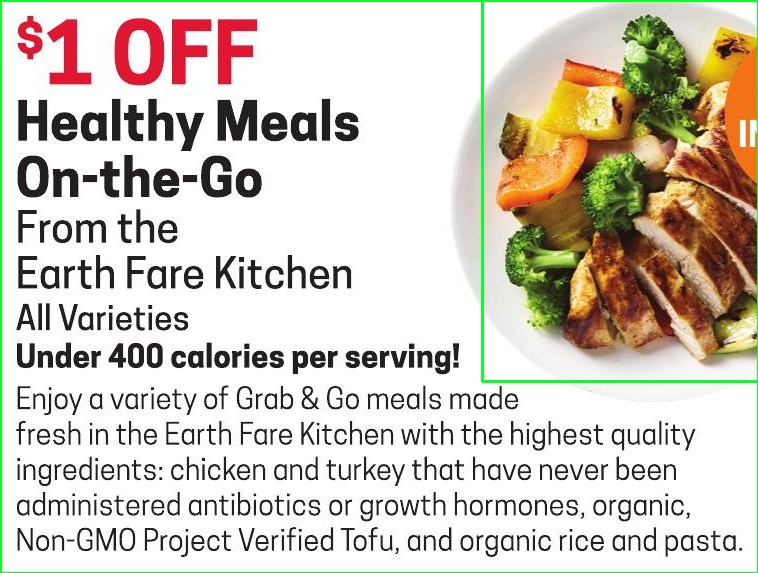 $1 OFF
Healthy Meals
On-the-Go
From the
Earth Fare Kitchen
All Varieties
Under 400 calories per serving!
Enjoy a variety of Grab & Go meals made
fresh in the Earth Fare Kitchen with the highest quality
ingredients: chicken and turkey that have never been
administered antibiotics or growth hormones, organic,
Non-GMO Project Verified Tofu, and organic rice and pasta.